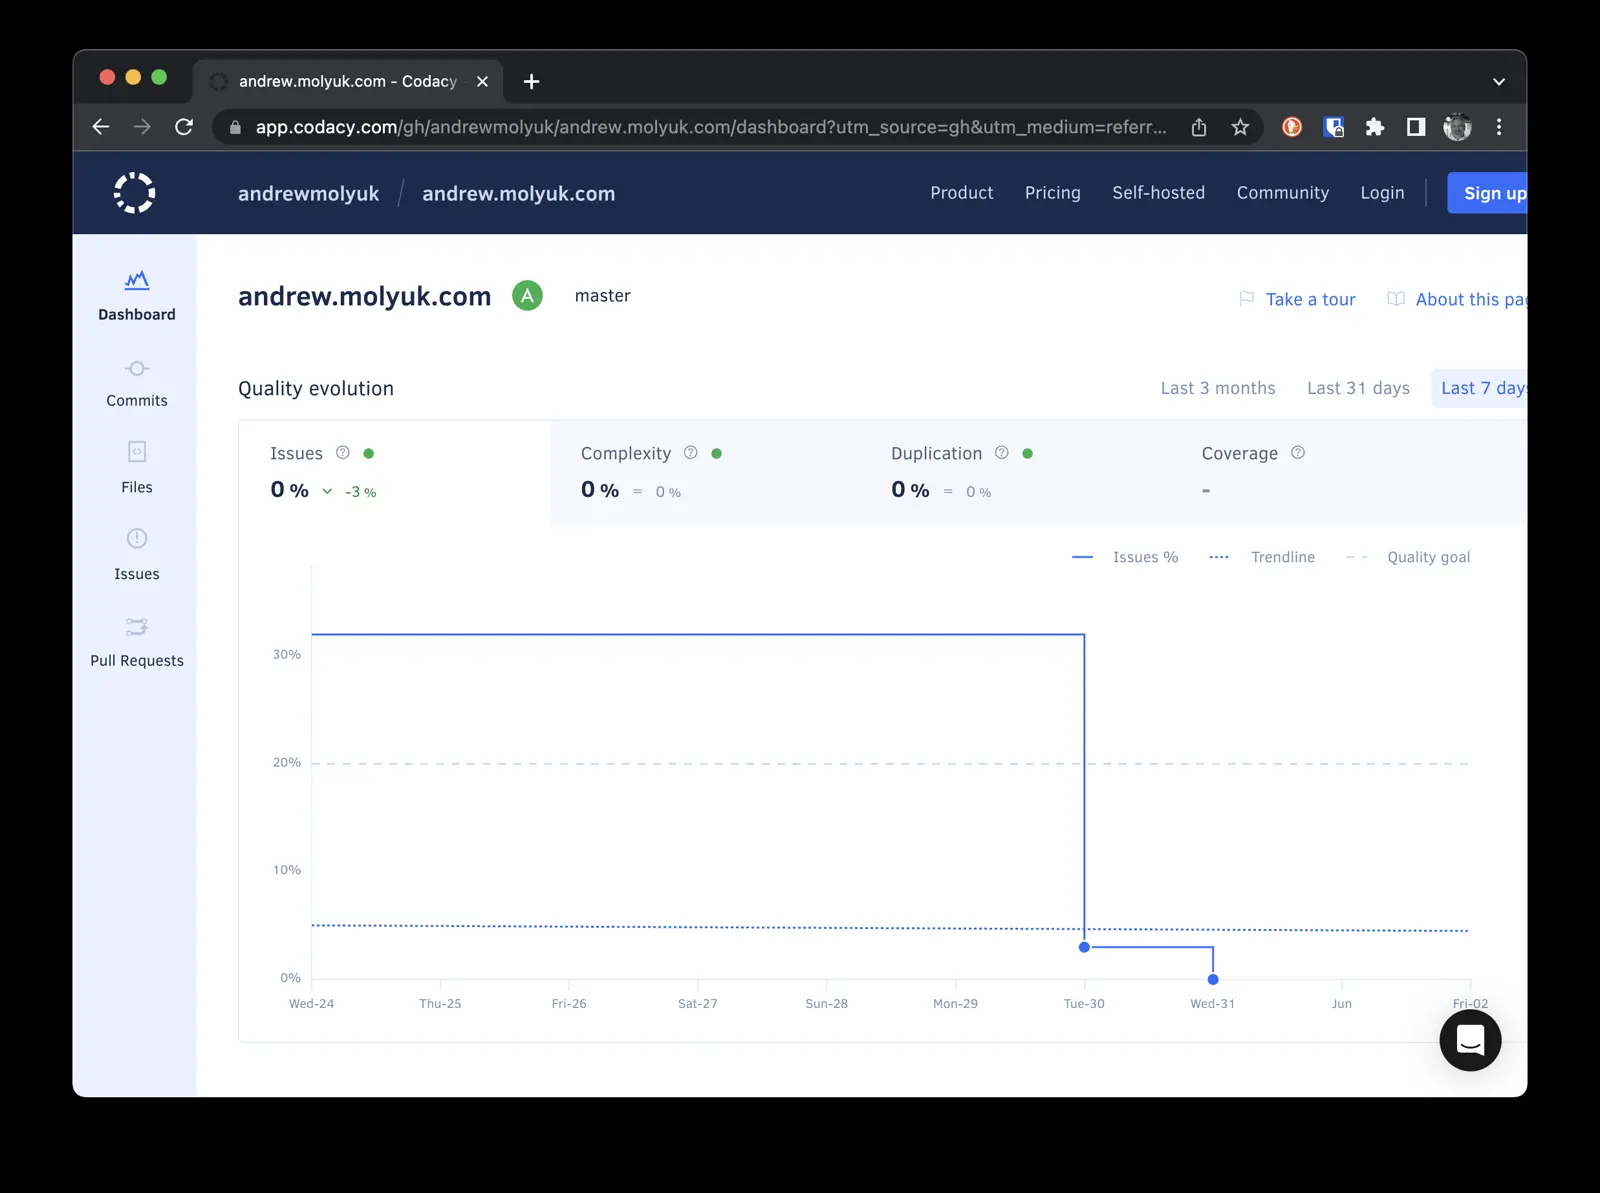 andrew.molyuk.com - Codacy
app.codacy.com/gh/andrewmolyuk/andrew.molyuk.com/dashboard?utm_source=gh&utm_medium=referr...
andrewmolyuk / andrew.molyuk.com
Product Pricing Self-hosted Community Login Sign up
Dashboard
Commits
Files
Issues
Pull Requests
andrew.molyuk.com A master
Take a tour About this pag
Quality evolution
Last 3 months Last 31 days Last 7 days
Issues ? Complexity ? Duplication ? Coverage ?
0 % -3 % 0 % = 0 % 0 % = 0 % -
Issues % Trendline Quality goal
30%
20%
10%
0%
Wed-24 Thu-25 Fri-26 Sat-27 Sun-28 Mon-29 Tue-30 Wed-31 Jun Fri-02